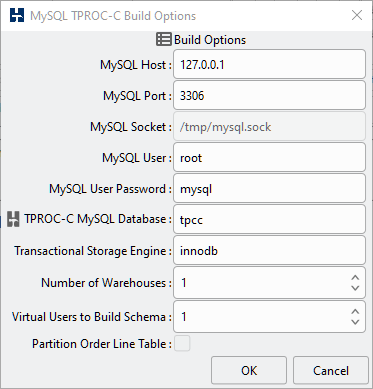 MySQL TPROC-C Build Options
Build Options
MySQL Host : 127.0.0.1
MySQL Port : 3306
MySQL Socket : /tmp/mysql.sock
MySQL User : root
MySQL User Password : mysql
TPROC-C MySQL Database : tpcc
Transactional Storage Engine : innodb
Number of Warehouses : 1
Virtual Users to Build Schema : 1
Partition Order Line Table :
OK Cancel